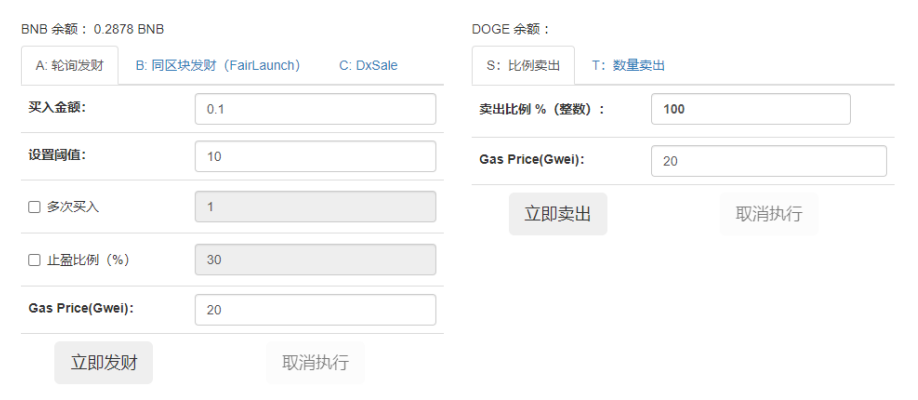 BNB 余额： 0.2878 BNB
A: 轮询发财
B: 同区块发财（FairLaunch）
C: DxSale
买入金额:
0.1
设置阈值:
10
多次买入
1
止盈比例（%）
30
Gas Price(Gwei):
20
立即发财
取消执行
DOGE 余额：
S：比例卖出
T：数量卖出
卖出比例 %（整数）:
100
Gas Price(Gwei):
20
立即卖出
取消执行